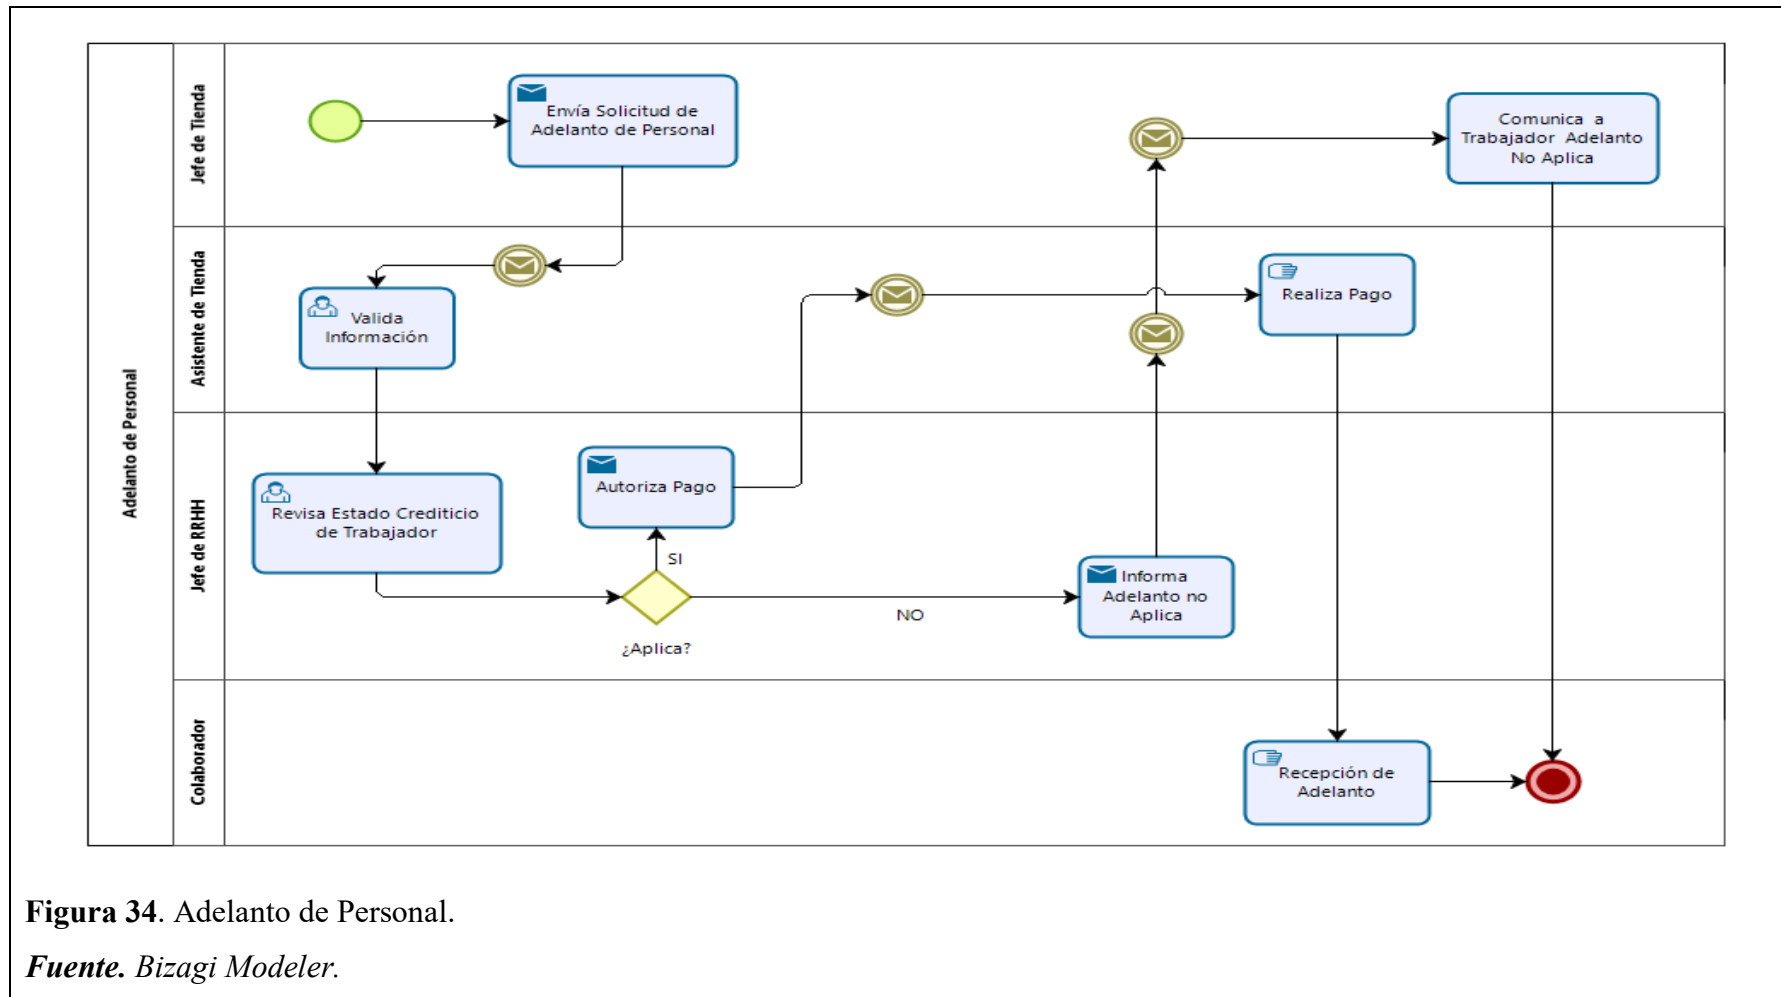 Adelanto de Personal
Jefe de Tienda
Envía Solicitud de
Adelanto de Personal
Comunica a
Trabajador Adelanto
No Aplica
Asistente de Tienda
Valida
Información
Realiza Pago
Jefe de RRHH
Revisa Estado Crediticio
de Trabajador
Autoriza Pago
SI
¿Aplica?
NO
Informa
Adelanto no
Aplica
Colaborador
Recepción de
Adelanto
Figura 34. Adelanto de Personal.
Fuente. Bizagi Modeler.